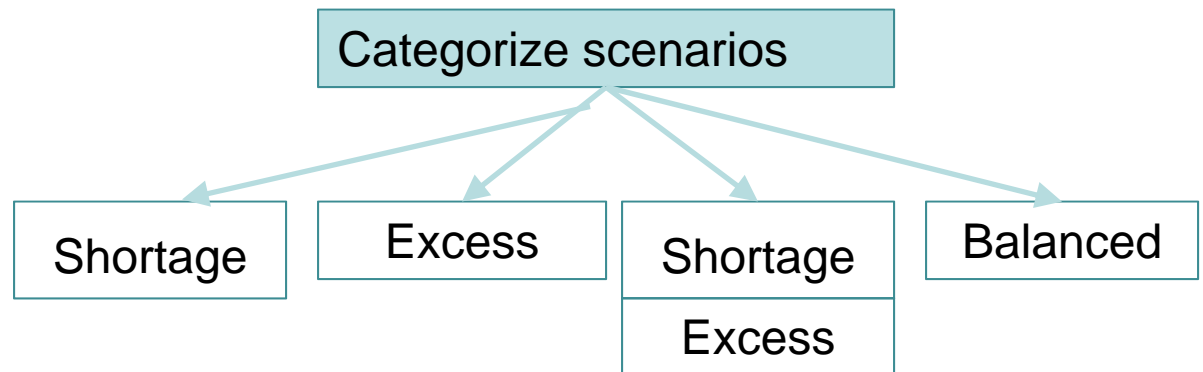 Categorize scenarios
Shortage
Excess
Shortage
Balanced
Excess